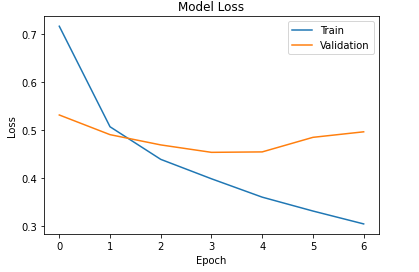 Model Loss
Train
Validation
0.7
0.6
0.5
0.4
0.3
Loss
0 1 2 3 4 5 6
Epoch